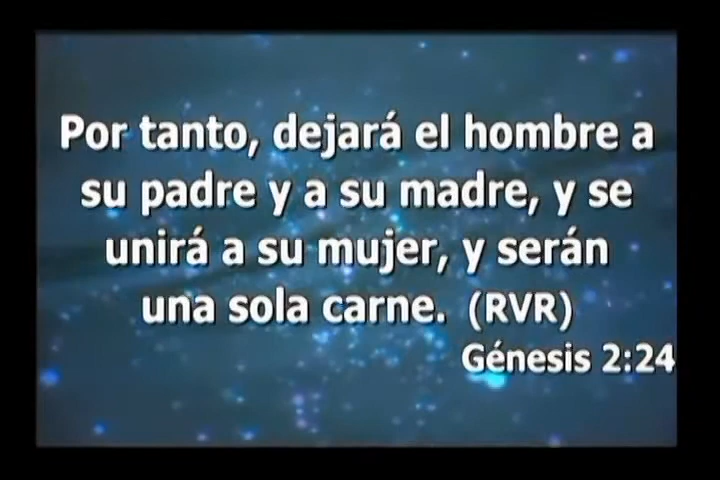 Por tanto, dejará el hombre a
su padre y a su madre, y se
unirá a su mujer, y serán
una sola carne. (RVR)
Génesis 2:24